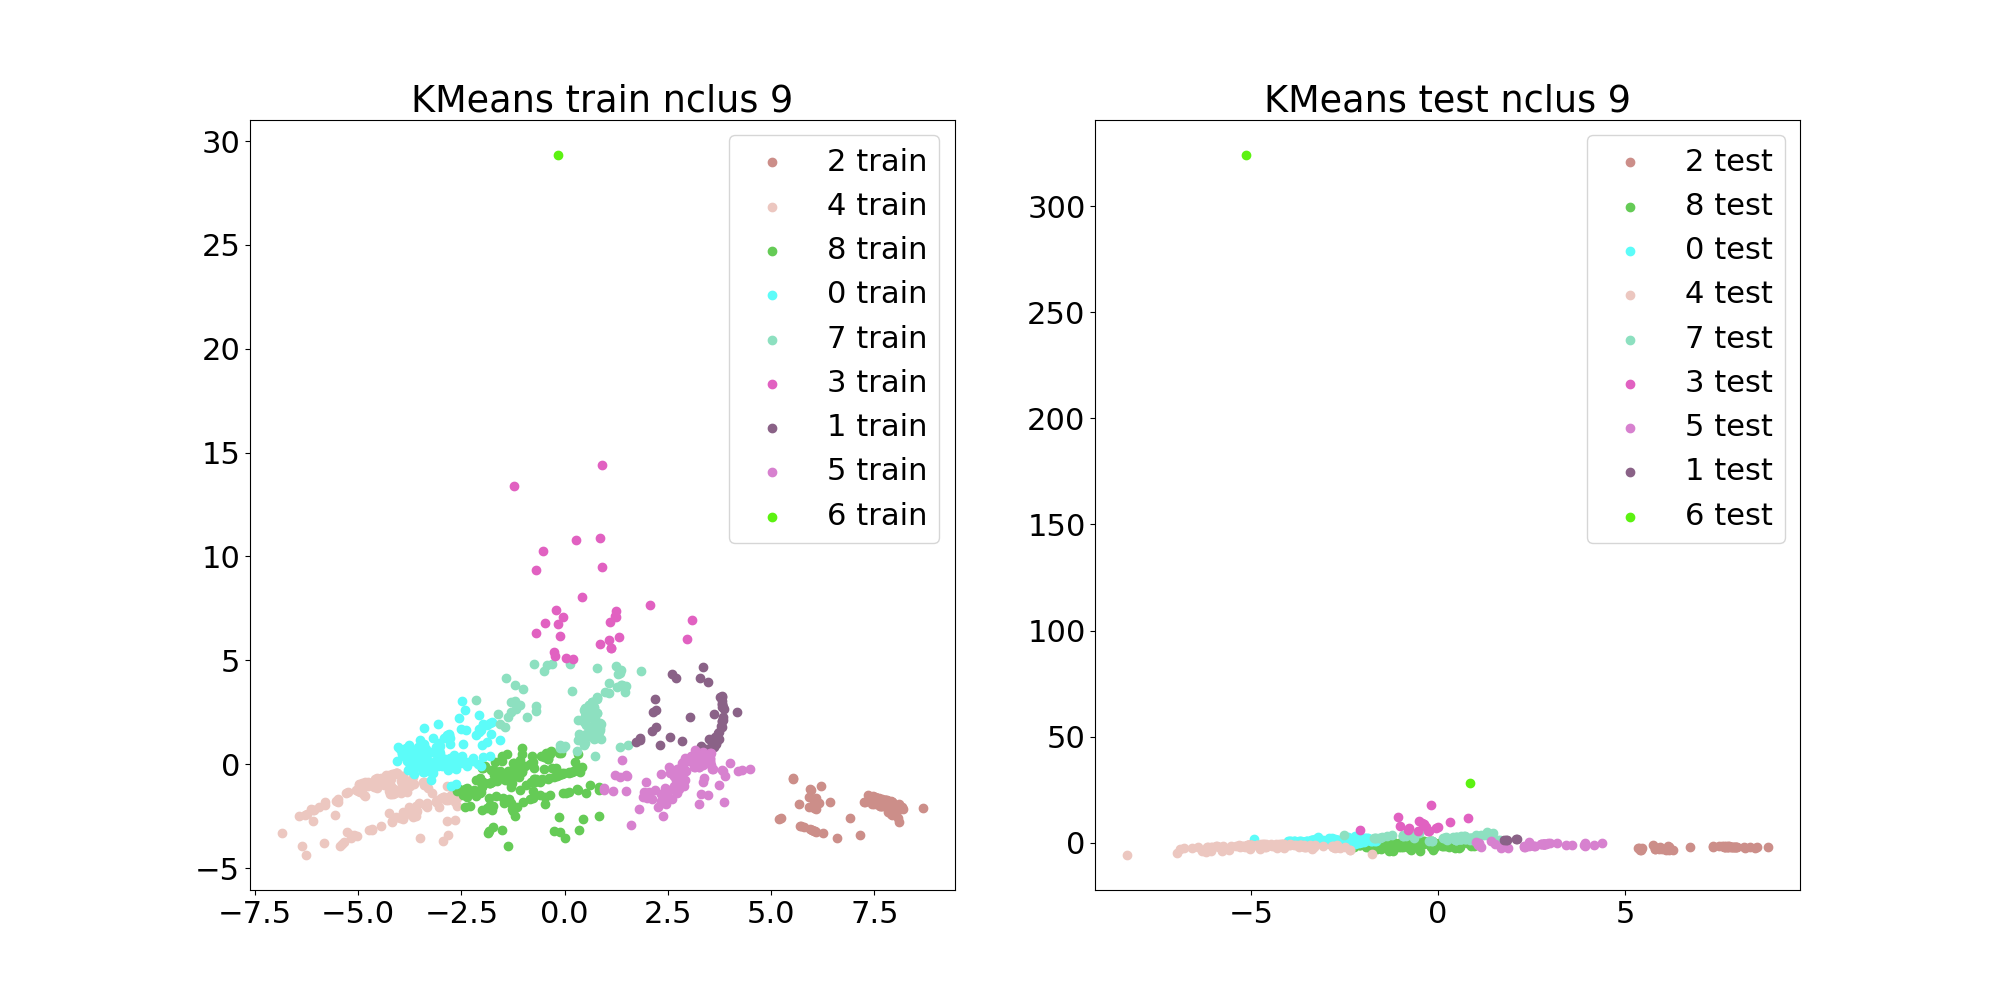 KMeans train nclus 9
30
25
20
15
10
5
0
−5
−7.5 −5.0 −2.5 0.0 2.5 5.0 7.5
2 train
4 train
8 train
0 train
7 train
3 train
1 train
5 train
6 train
KMeans test nclus 9
300
250
200
150
100
50
0
−5 0 5
2 test
8 test
0 test
4 test
7 test
3 test
5 test
1 test
6 test